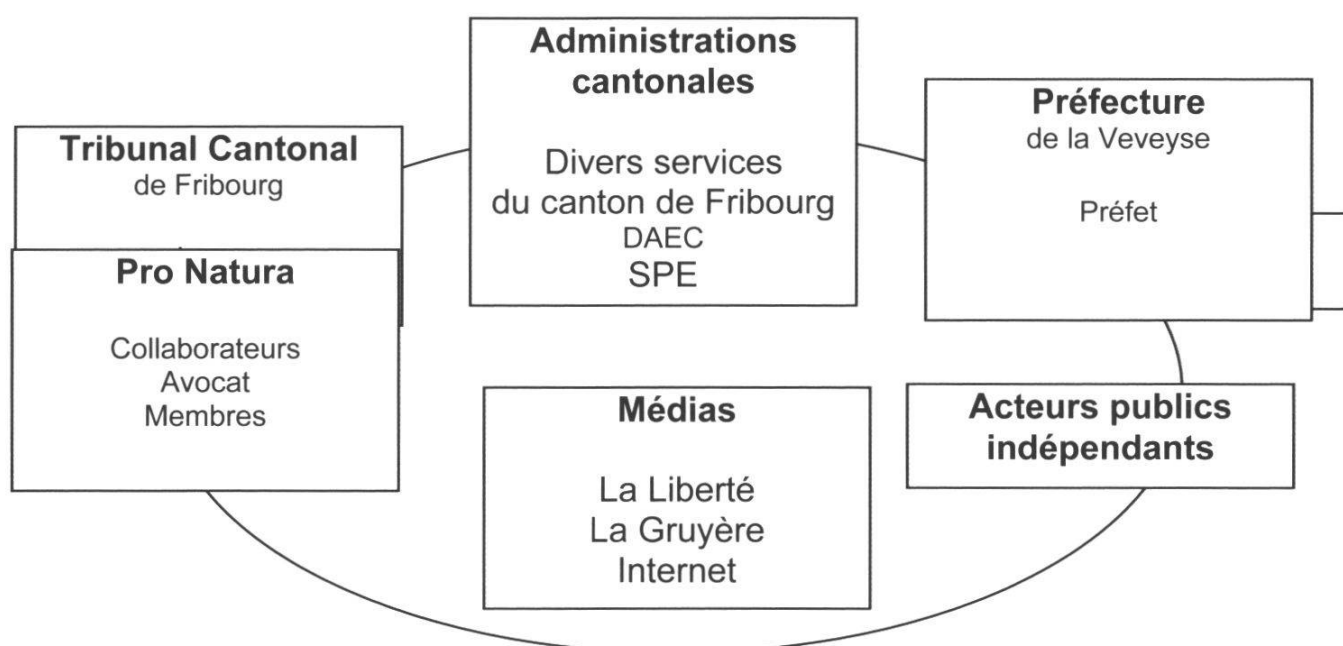 Administrations
cantonales
Divers services
du canton de Fribourg
DAEC
SPE
Préfecture
de la Veveyse
Préfet
Tribunal Cantonal
de Fribourg
Pro Natura
Collaborateurs
Avocat
Membres
Médias
La Liberté
La Gruyère
Internet
Acteurs publics
indépendants